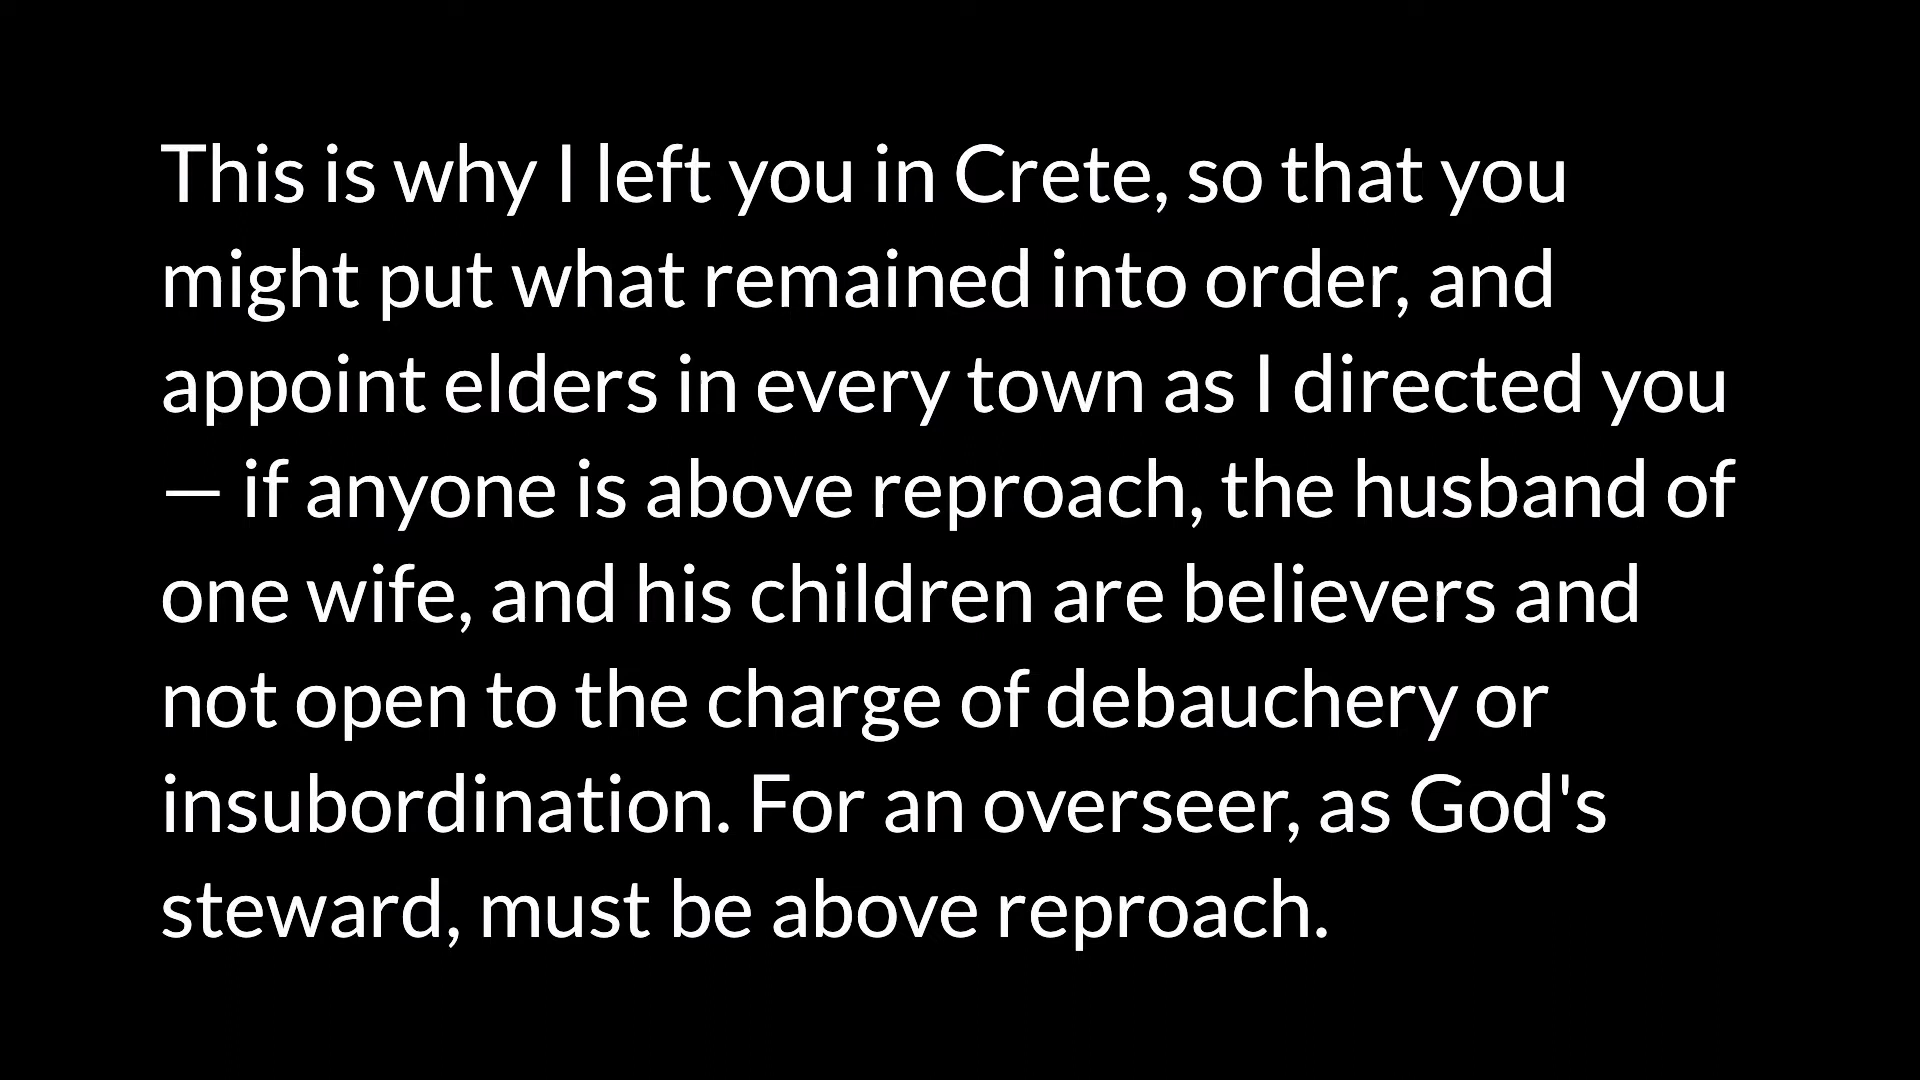 This is why I left you in Crete, so that you
might put what remained into order, and
appoint elders in every town as I directed you
— if anyone is above reproach, the husband of
one wife, and his children are believers and
not open to the charge of debauchery or
insubordination. For an overseer, as God's
steward, must be above reproach.